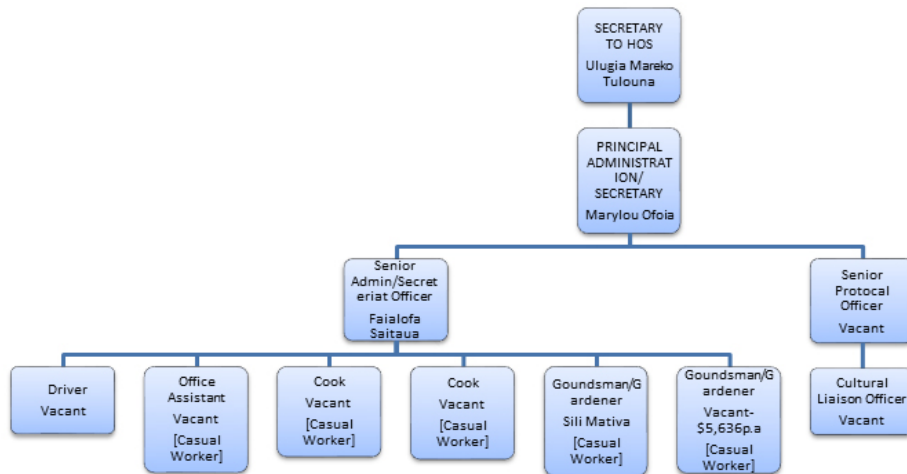 SECRETARY
TO HOS
Ulugia Mareko
Tulouna
PRINCIPAL
ADMINISTRAT
ION/
SECRETARY
Marylou Ofoia
Senior
Admin/Secret
eriat Officer
Faialofa
Saitaua
Senior
Protocal
Officer
Vacant
Driver
Vacant
Office
Assistant
Vacant
[Casual
Worker]
Cook
Vacant
[Casual
Worker]
Cook
Vacant
[Casual
Worker]
Goundsman/G
ardener
Sili Mativa
[Casual
Worker]
Goundsman/G
ardener
Vacant-
$5,636p.a
[Casual
Worker]
Cultural
Liaison Officer
Vacant